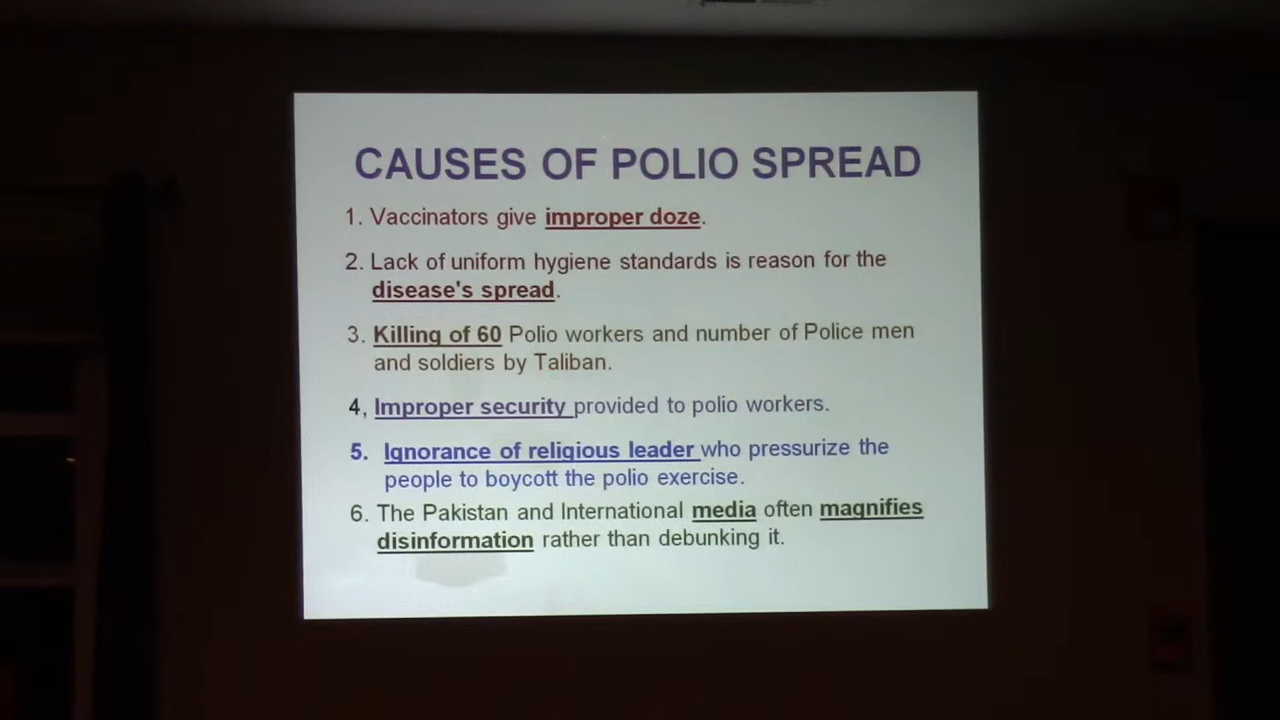 CAUSES OF POLIO SPREAD
1. Vaccinators give improper doze.
2. Lack of uniform hygiene standards is reason for the
disease's spread.
3. Killing of 60 Polio workers and number of Police men
and soldiers by Taliban.
4, Improper security provided to polio workers.
5. Ignorance of religious leader who pressurize the
people to boycott the polio exercise.
6. The Pakistan and International media often magnifies
disinformation rather than debunking it.